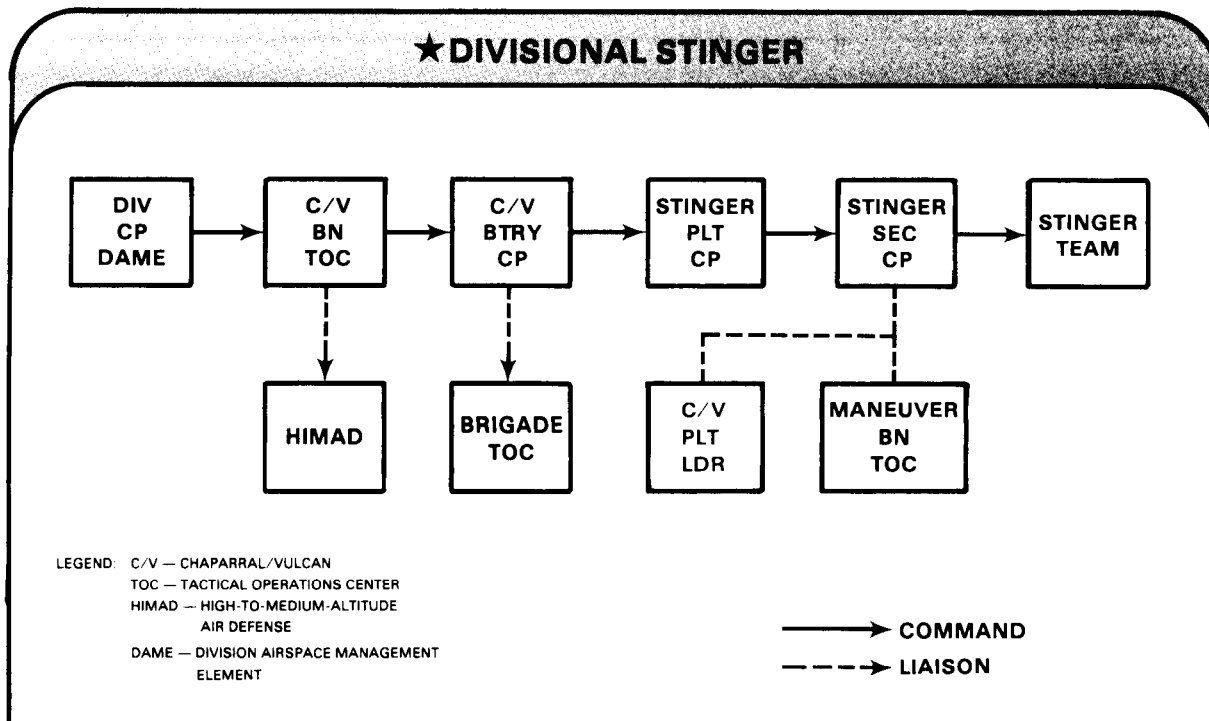 ★DIVISIONAL STINGER
DIV
CP
DAME
C/V
BN
TOC
C/V
BTRY
CP
STINGER
PLT
CP
STINGER
SEC
CP
STINGER
TEAM
HIMAD
BRIGADE
TOC
C/V
PLT
LDR
MANEUVER
BN
TOC
LEGEND: C/V — CHAPARRAL/VULCAN
TOC — TACTICAL OPERATIONS CENTER
HIMAD — HIGH-TO-MEDIUM-ALTITUDE
AIR DEFENSE
DAME — DIVISION AIRSPACE MANAGEMENT
ELEMENT
COMMAND
LIAISON